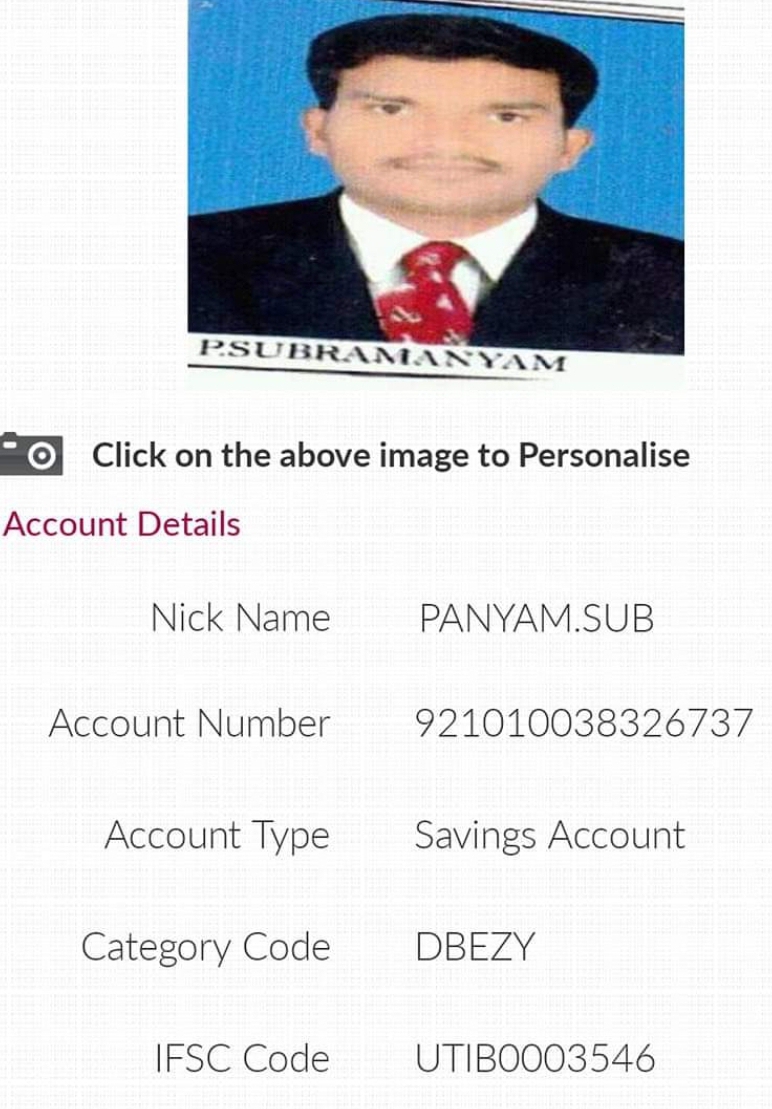 P.SUBRAMANYAM
Click on the above image to Personalise
Account Details
Nick Name PANYAM.SUB
Account Number 921010038326737
Account Type Savings Account
Category Code DBEZY
IFSC Code UTIB0003546